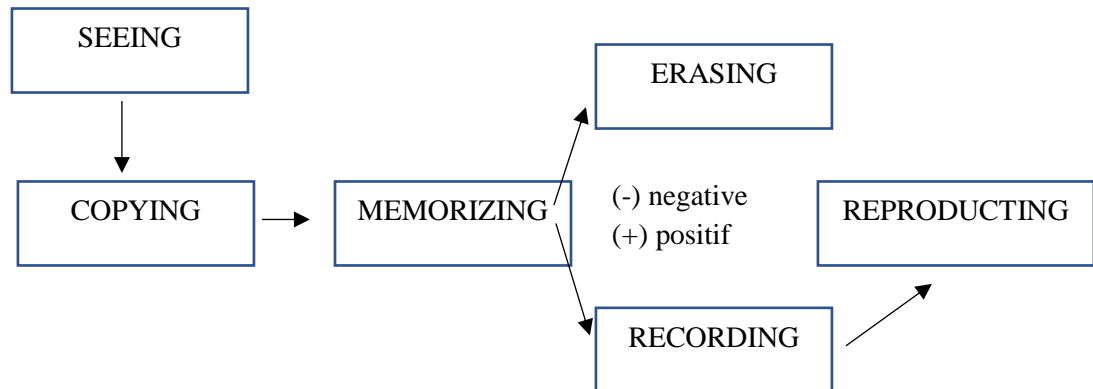 SEEING
ERASING
COPYING
MEMORIZING
(-) negative
(+) positif
REPRODUCTING
RECORDING